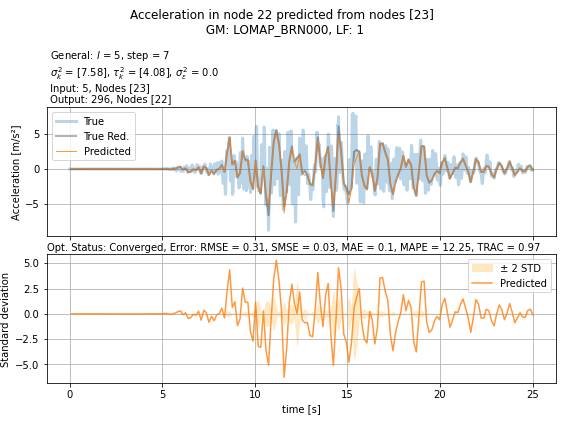 Acceleration in node 22 predicted from nodes [23]
GM: LOMAP_BRN000, LF: 1
General: l = 5, step = 7
σ²ₖ = [7.58], τ²ₖ = [4.08], σ²ε = 0.0
Input: 5, Nodes [23]
Output: 296, Nodes [22]
True
True Red.
Predicted
Acceleration [m/s²]
5
0
−5
Opt. Status: Converged, Error: RMSE = 0.31, SMSE = 0.03, MAE = 0.1, MAPE = 12.25, TRAC = 0.97
± 2 STD
Predicted
Standard deviation
5.0
2.5
0.0
−2.5
−5.0
0 5 10 15 20 25
time [s]